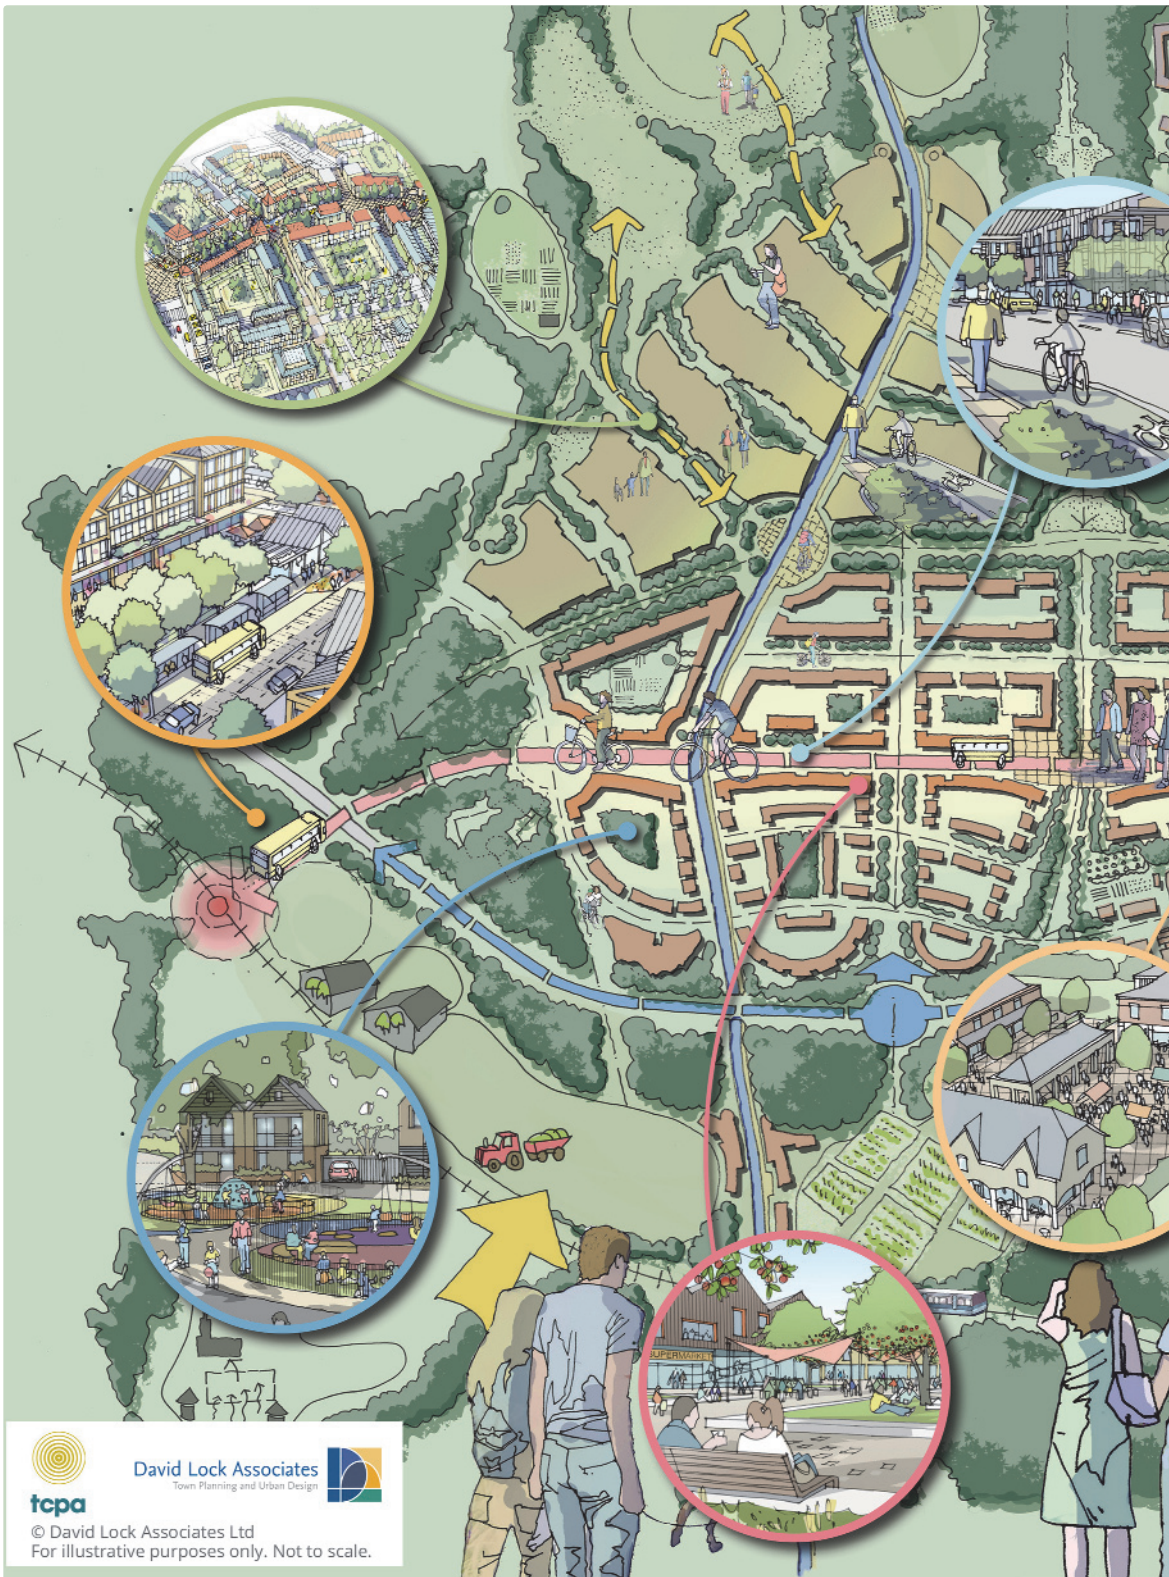 SUPERMARKET
tcpa
David Lock Associates
Town Planning and Urban Design
© David Lock Associates Ltd
For illustrative purposes only. Not to scale.